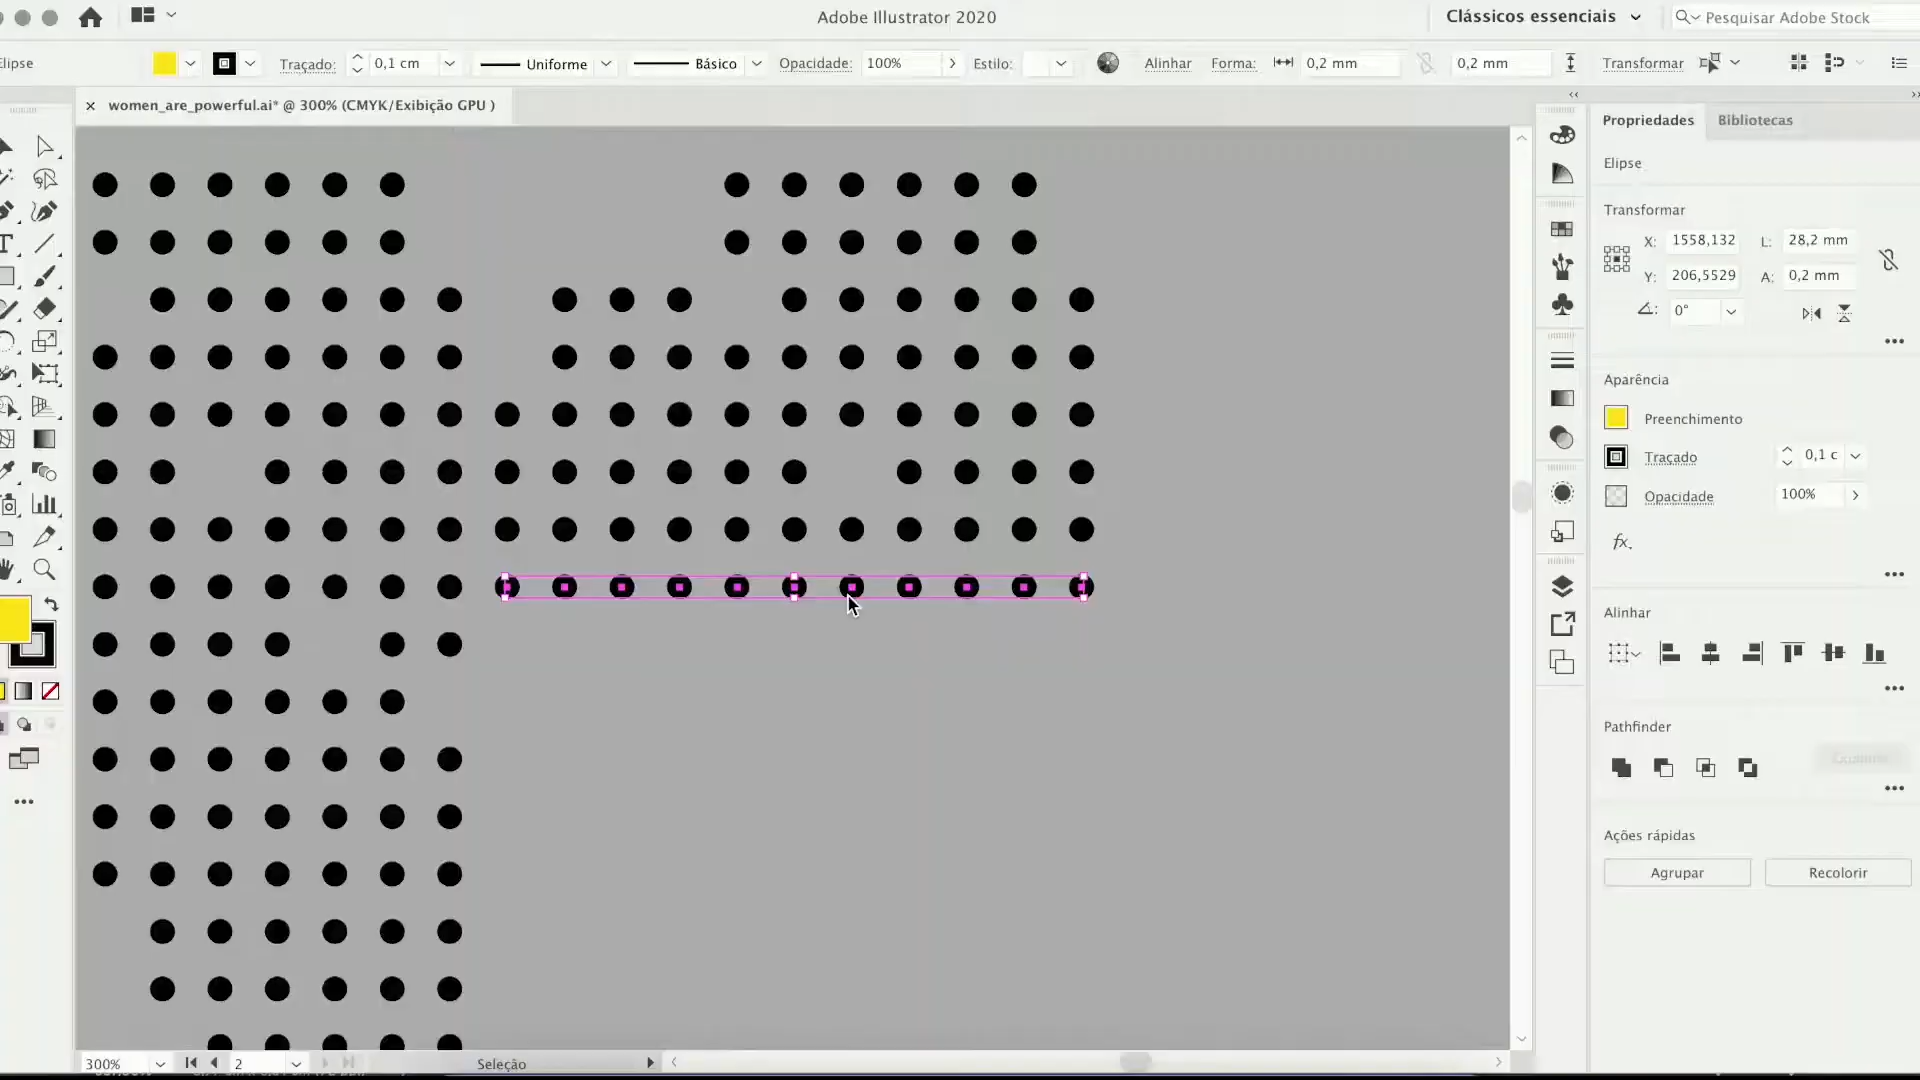 Adobe Illustrator 2020
Clássicos essenciais
Pesquisar Adobe Stock
Elipse
Traçado:
0,1 cm
Uniforme
Básico
Opacidade:
100%
Estilo:
Alinhar
Forma:
0,2 mm
0,2 mm
Transformar
women_are_powerful.ai* @ 300% (CMYK/Exibição GPU )
Propriedades
Bibliotecas
Elipse
Transformar
X:
1558,132
L:
28,2 mm
Y:
206,5529
A:
0,2 mm
0°
Aparência
Preenchimento
Traçado
0,1 c
Opacidade
100%
fx.
Alinhar
Pathfinder
Ações rápidas
Agrupar
Recolorir
300%
2
Seleção